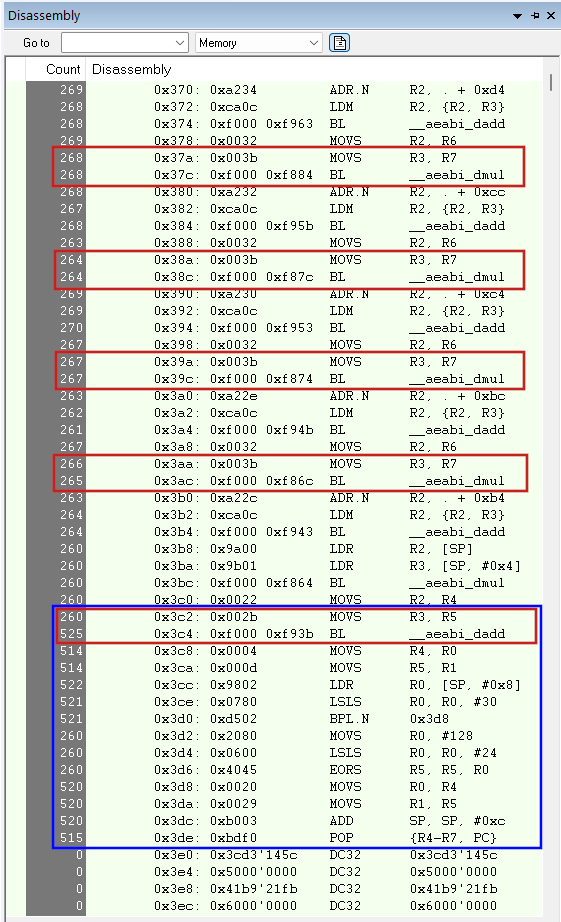 Disassembly
Go to Memory
Count Disassembly
269 0x370: 0xa234 ADR.N R2, . + 0xd4
268 0x372: 0xca0c LDM R2, {R2, R3}
268 0x374: 0xf000 0xf963 BL __aeabi_dadd
269 0x378: 0x0032 MOVS R2, R6
268 0x37a: 0x003b MOVS R3, R7
268 0x37c: 0xf000 0xf884 BL __aeabi_dmul
268 0x380: 0xa232 ADR.N R2, . + 0xcc
267 0x382: 0xca0c LDM R2, {R2, R3}
268 0x384: 0xf000 0xf95b BL __aeabi_dadd
263 0x388: 0x0032 MOVS R2, R6
264 0x38a: 0x003b MOVS R3, R7
264 0x38c: 0xf000 0xf87c BL __aeabi_dmul
269 0x390: 0xa230 ADR.N R2, . + 0xc4
269 0x392: 0xca0c LDM R2, {R2, R3}
270 0x394: 0xf000 0xf953 BL __aeabi_dadd
267 0x398: 0x0032 MOVS R2, R6
267 0x39a: 0x003b MOVS R3, R7
267 0x39c: 0xf000 0xf874 BL __aeabi_dmul
263 0x3a0: 0xa22e ADR.N R2, . + 0xbc
262 0x3a2: 0xca0c LDM R2, {R2, R3}
261 0x3a4: 0xf000 0xf94b BL __aeabi_dadd
267 0x3a8: 0x0032 MOVS R2, R6
266 0x3aa: 0x003b MOVS R3, R7
265 0x3ac: 0xf000 0xf86c BL __aeabi_dmul
263 0x3b0: 0xa22c ADR.N R2, . + 0xb4
264 0x3b2: 0xca0c LDM R2, {R2, R3}
264 0x3b4: 0xf000 0xf943 BL __aeabi_dadd
260 0x3b8: 0x9a00 LDR R2, [SP]
260 0x3ba: 0x9b01 LDR R3, [SP, #0x4]
260 0x3bc: 0xf000 0xf864 BL __aeabi_dmul
260 0x3c0: 0x0022 MOVS R2, R4
260 0x3c2: 0x002b MOVS R3, R5
525 0x3c4: 0xf000 0xf93b BL __aeabi_dadd
514 0x3c8: 0x0004 MOVS R4, R0
514 0x3ca: 0x000d MOVS R5, R1
522 0x3cc: 0x9802 LDR R0, [SP, #0x8]
521 0x3ce: 0x0780 LSLS R0, R0, #30
521 0x3d0: 0xd502 BPL.N 0x3d8
260 0x3d2: 0x2080 MOVS R0, #128
260 0x3d4: 0x0600 LSLS R0, R0, #24
260 0x3d6: 0x4045 EORS R5, R5, R0
520 0x3d8: 0x0020 MOVS R0, R4
520 0x3da: 0x0029 MOVS R1, R5
520 0x3dc: 0xb003 ADD SP, SP, #0xc
515 0x3de: 0xbdf0 POP {R4-R7, PC}
0 0x3e0: 0x3cd3'145c DC32 0x3cd3'145c
0 0x3e4: 0x5000'0000 DC32 0x5000'0000
0 0x3e8: 0x41b9'21fb DC32 0x41b9'21fb
0 0x3ec: 0x6000'0000 DC32 0x6000'0000